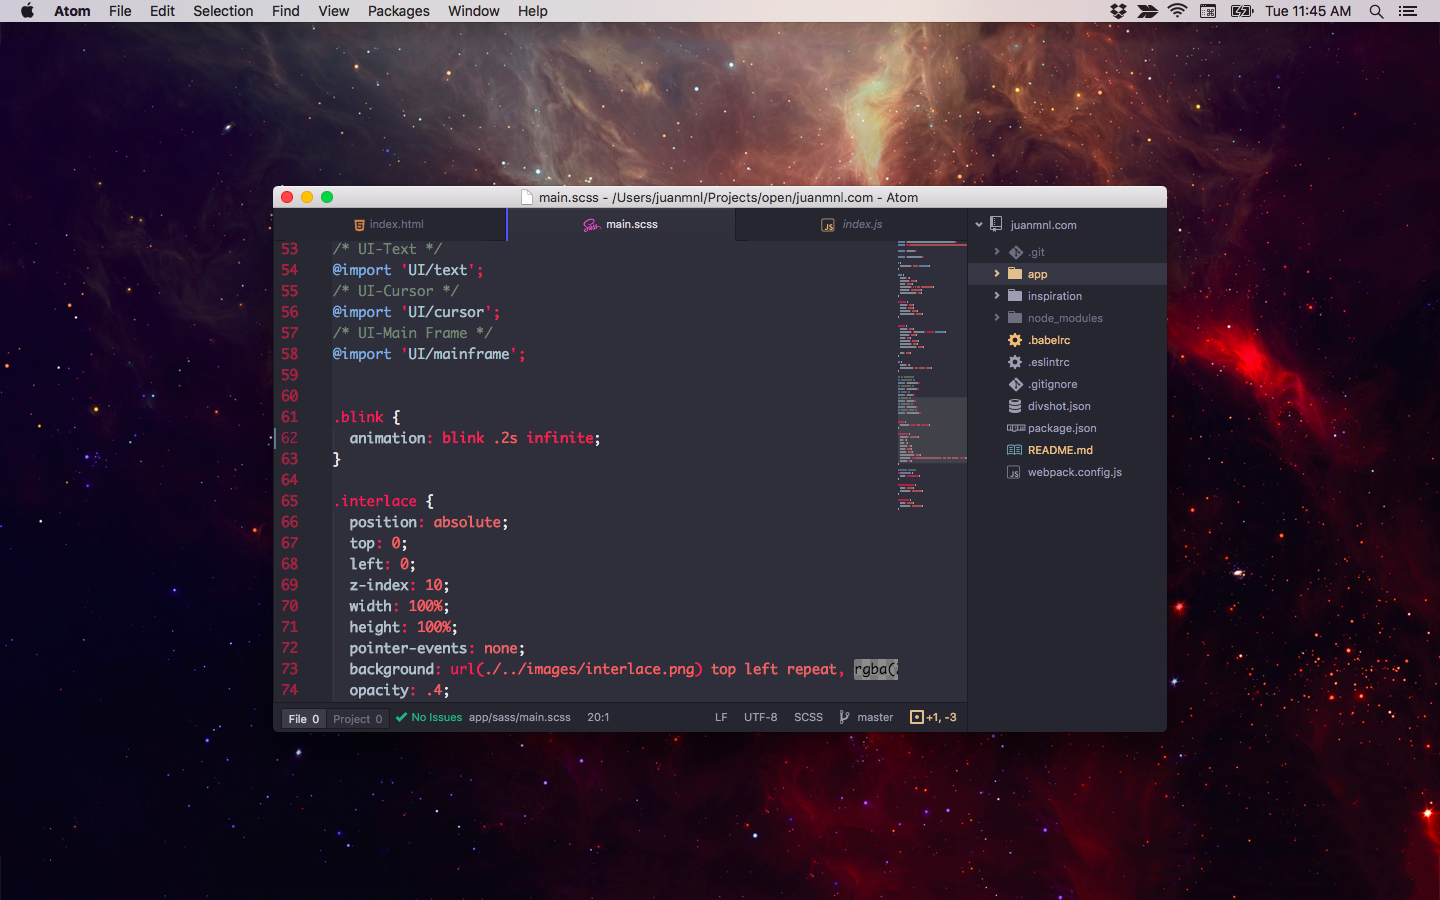 Atom File Edit Selection Find View Packages Window Help Tue 11:45 AM
main.scss - /Users/juanmnl/Projects/open/juanmnl.com - Atom
index.html main.scss index.js
53 /* UI-Text */
54 @import 'UI/text';
55 /* UI-Cursor */
56 @import 'UI/cursor';
57 /* UI-Main Frame */
58 @import 'UI/mainframe';
59
60
61 .blink {
62 animation: blink .2s infinite;
63 }
64
65 .interlace {
66 position: absolute;
67 top: 0;
68 left: 0;
69 z-index: 10;
70 width: 100%;
71 height: 100%;
72 pointer-events: none;
73 background: url(./../images/interlace.png) top left repeat, rgba(
74 opacity: .4;
juanmnl.com
.git
app
inspiration
node_modules
.babelrc
.eslintrc
.gitignore
divshot.json
package.json
README.md
webpack.config.js
File 0 Project 0 No Issues app/sass/main.scss 20:1 LF UTF-8 SCSS master +1, -3